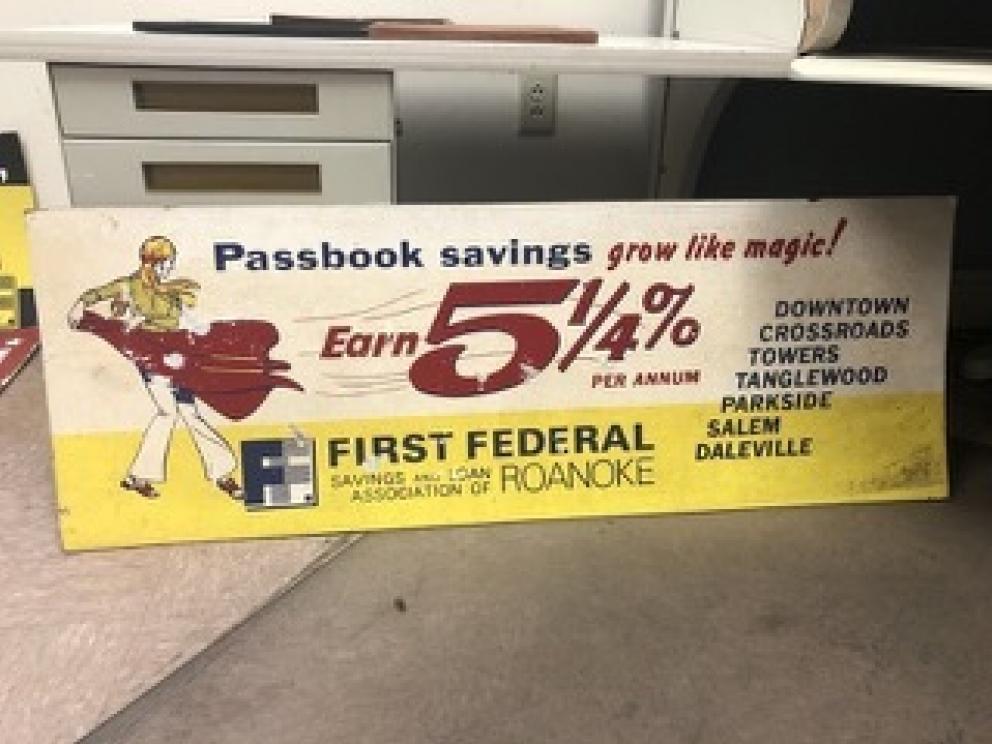 Passbook savings grow like magic!
Earn 5 1/4%
PER ANNUM
FIRST FEDERAL
SAVINGS AND LOAN
ASSOCIATION OF ROANOKE
DOWNTOWN
CROSSROADS
TOWERS
TANGLEWOOD
PARKSIDE
SALEM
DALEVILLE